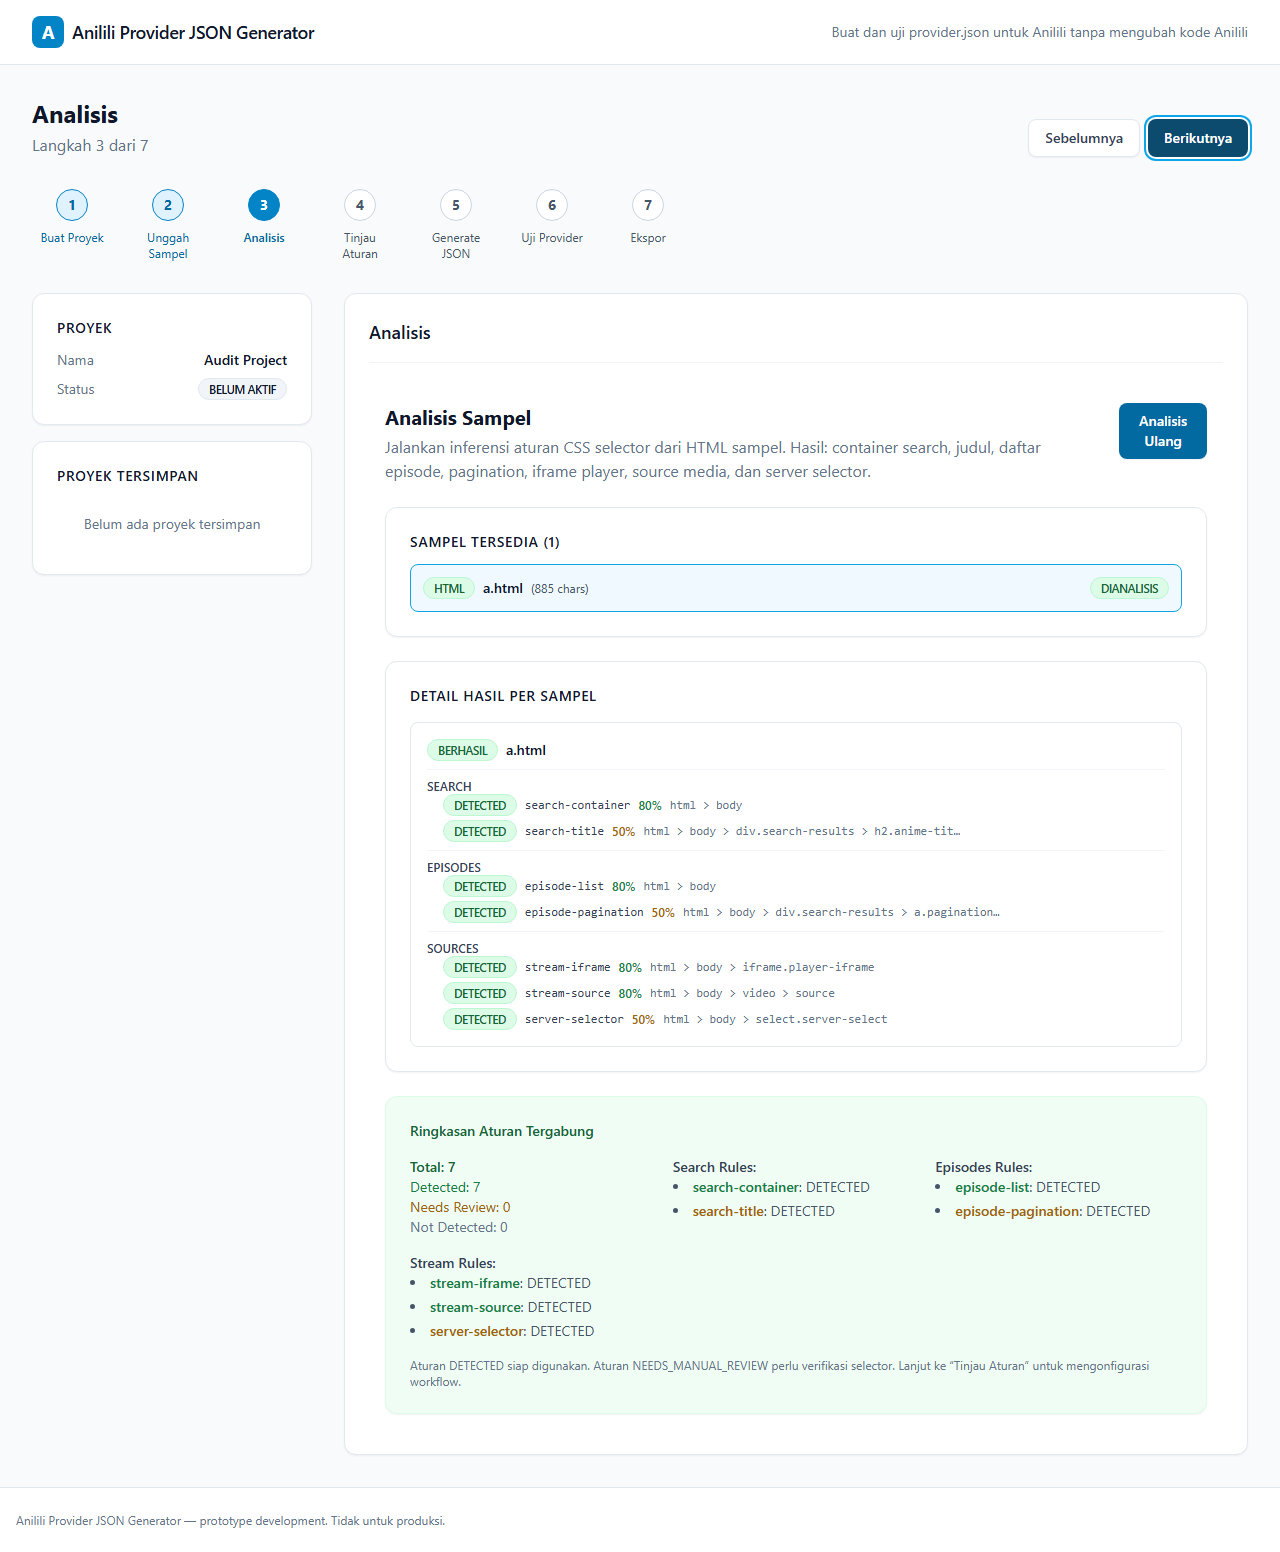 A Anilili Provider JSON Generator
Buat dan uji provider.json untuk Anilili tanpa mengubah kode Anilili
Analisis
Langkah 3 dari 7
Sebelumnya
Berikutnya
1 2 3 4 5 6 7
Buat Proyek
Unggah
Sampel
Analisis
Tinjau
Aturan
Generate
JSON
Uji Provider
Ekspor
PROYEK
Nama Audit Project
Status BELUM AKTIF
PROYEK TERSIMPAN
Belum ada proyek tersimpan
Analisis
Analisis Sampel
Jalankan inferensi aturan CSS selector dari HTML sampel. Hasil: container search, judul, daftar
episode, pagination, iframe player, source media, dan server selector.
Analisis
Ulang
SAMPEL TERSEDIA (1)
HTML a.html (885 chars) DIANALISIS
DETAIL HASIL PER SAMPEL
BERHASIL a.html
SEARCH
DETECTED search-container 80% html > body
DETECTED search-title 50% html > body > div.search-results > h2.anime-tit…
EPISODES
DETECTED episode-list 80% html > body
DETECTED episode-pagination 50% html > body > div.search-results > a.pagination…
SOURCES
DETECTED stream-iframe 80% html > body > iframe.player-iframe
DETECTED stream-source 80% html > body > video > source
DETECTED server-selector 50% html > body > select.server-select
Ringkasan Aturan Tergabung
Total: 7
Detected: 7
Needs Review: 0
Not Detected: 0
Search Rules:
• search-container: DETECTED
• search-title: DETECTED
Episodes Rules:
• episode-list: DETECTED
• episode-pagination: DETECTED
Stream Rules:
• stream-iframe: DETECTED
• stream-source: DETECTED
• server-selector: DETECTED
Aturan DETECTED siap digunakan. Aturan NEEDS_MANUAL_REVIEW perlu verifikasi selector. Lanjut ke “Tinjau Aturan” untuk mengonfigurasi
workflow.
Anilili Provider JSON Generator — prototype development. Tidak untuk produksi.